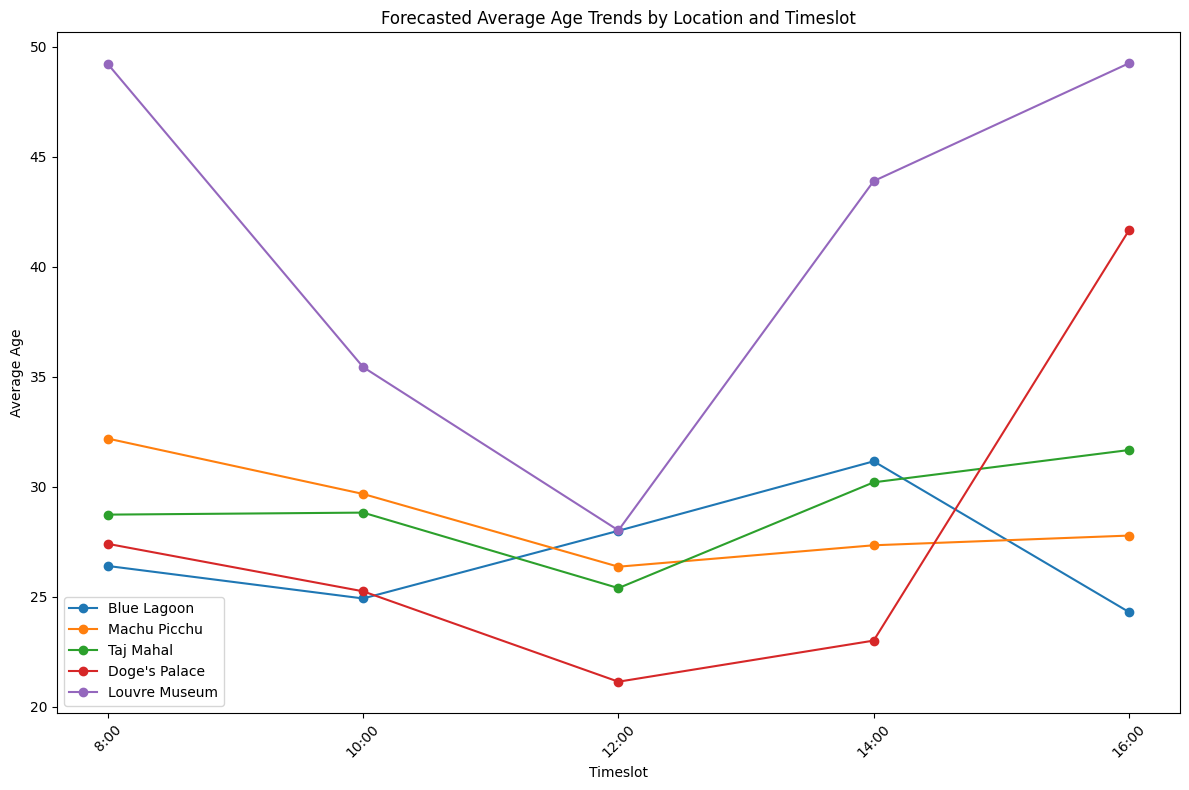 Forecasted Average Age Trends by Location and Timeslot
50
45
40
35
30
25
20
Average Age
Blue Lagoon
Machu Picchu
Taj Mahal
Doge's Palace
Louvre Museum
8:00
10:00
12:00
14:00
16:00
Timeslot